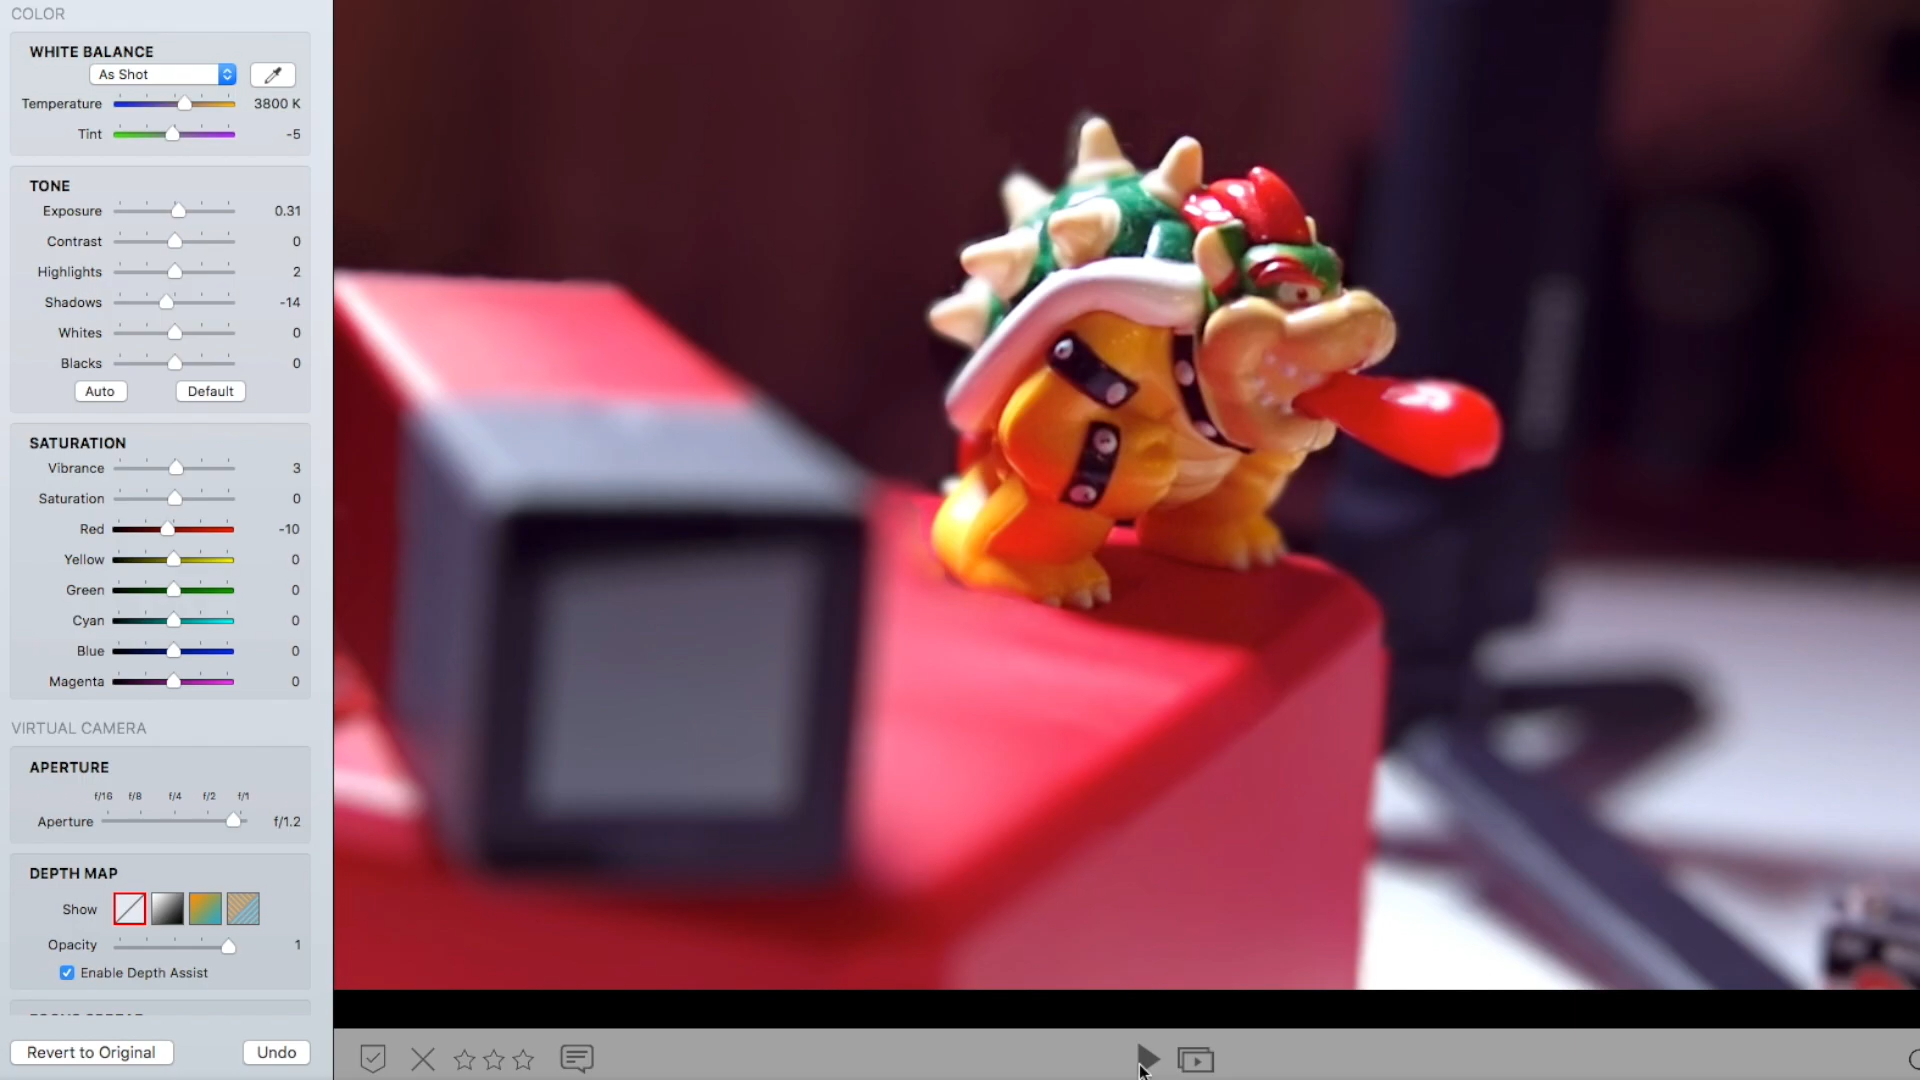 COLOR
WHITE BALANCE
As Shot
Temperature 3800 K
Tint -5
TONE
Exposure 0.31
Contrast 0
Highlights 2
Shadows -14
Whites 0
Blacks 0
Auto Default
SATURATION
Vibrance 3
Saturation 0
Red -10
Yellow 0
Green 0
Cyan 0
Blue 0
Magenta 0
VIRTUAL CAMERA
APERTURE
f/16 f/8 f/4 f/2 f/1
Aperture f/1.2
DEPTH MAP
Show
Opacity 1
Enable Depth Assist
Revert to Original Undo